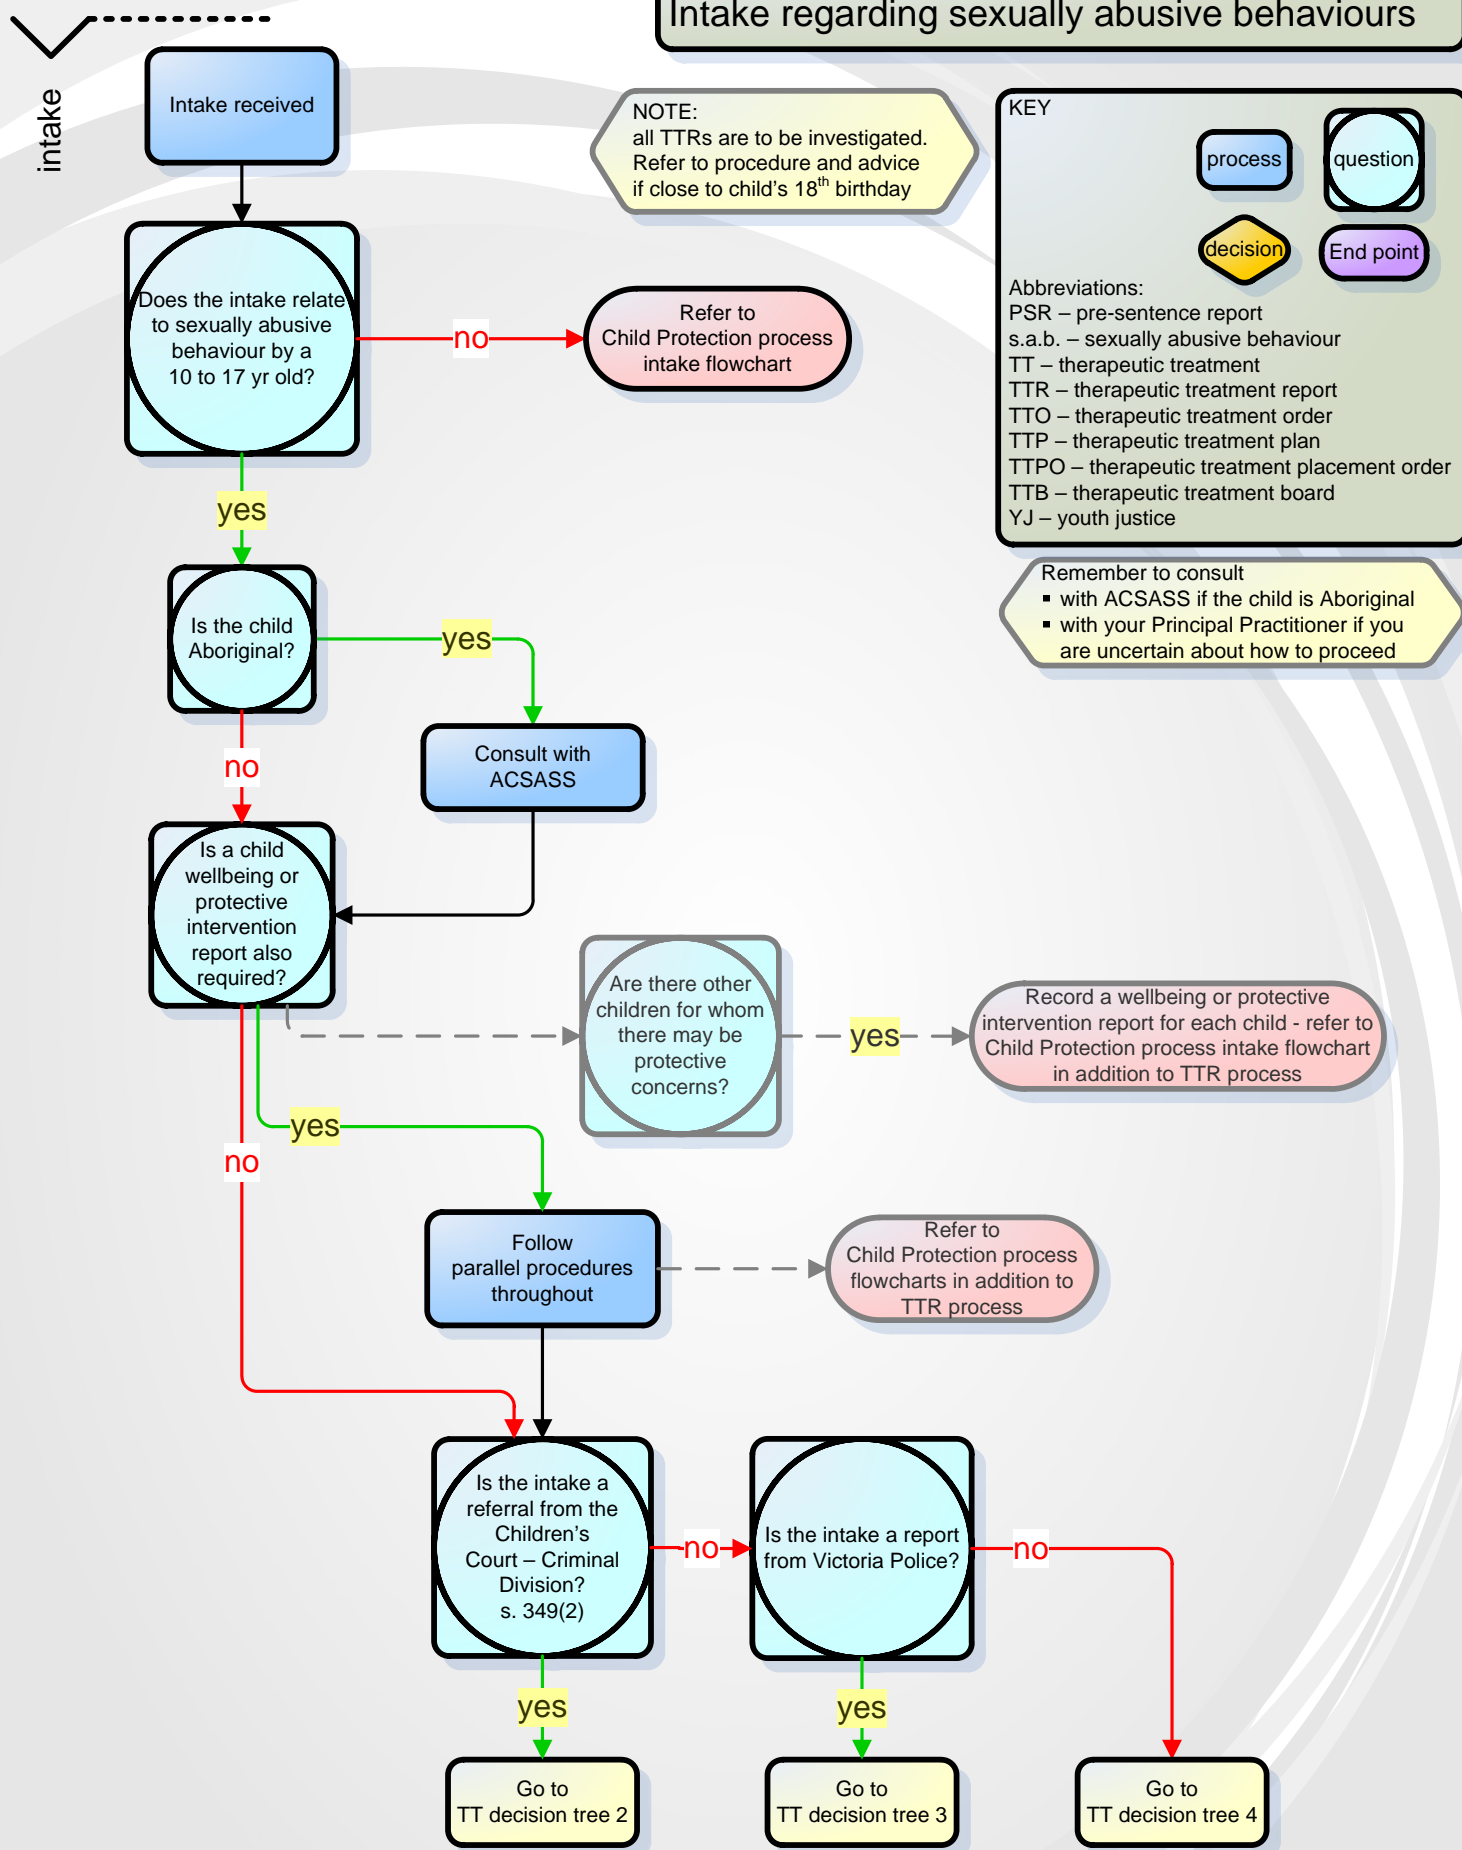 Intake regarding sexually abusive behaviours
intake
Intake received
NOTE:
all TTRs are to be investigated.
Refer to procedure and advice
if close to child’s 18th birthday
KEY
process
question
decision
End point
Abbreviations:
PSR – pre-sentence report
s.a.b. – sexually abusive behaviour
TT – therapeutic treatment
TTR – therapeutic treatment report
TTO – therapeutic treatment order
TTP – therapeutic treatment plan
TTPO – therapeutic treatment placement order
TTB – therapeutic treatment board
YJ – youth justice
Does the intake relate
to sexually abusive
behaviour by a
10 to 17 yr old?
no
Refer to
Child Protection process
intake flowchart
yes
Remember to consult
▪ with ACSASS if the child is Aboriginal
▪ with your Principal Practitioner if you
are uncertain about how to proceed
Is the child
Aboriginal?
yes
no
Consult with
ACSASS
Is a child
wellbeing or
protective
intervention
report also
required?
Are there other
children for whom
there may be
protective
concerns?
yes
Record a wellbeing or protective
intervention report for each child - refer to
Child Protection process intake flowchart
in addition to TTR process
yes
no
Follow
parallel procedures
throughout
Refer to
Child Protection process
flowcharts in addition to
TTR process
Is the intake a
referral from the
Children’s
Court – Criminal
Division?
s. 349(2)
no
Is the intake a report
from Victoria Police?
no
yes
yes
Go to
TT decision tree 2
Go to
TT decision tree 3
Go to
TT decision tree 4